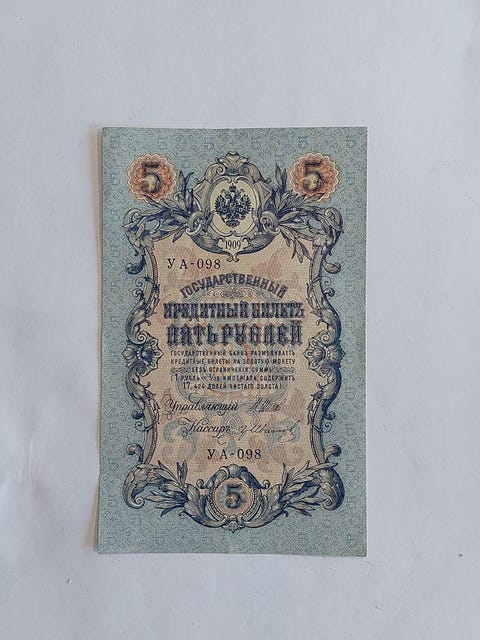 5 5
1909
УА-098
ГОСУДАРСТВЕННЫЙ
КРЕДИТНЫЙ БИЛЕТЪ
ПЯТЬ РУБЛЕЙ
ГОСУДАРСТВЕННЫЙ БАНКЪ РАЗМѢНИВАЕТЪ
КРЕДИТНЫЕ БИЛЕТЫ НА ЗОЛОТУЮ МОНЕТУ
БЕЗЪ ОГРАНИЧЕНІЯ СУММЫ
(1 РУБЛЬ = 1/15 ИМПЕРІАЛА, СОДЕРЖИТЪ
17,424 ДОЛЕЙ ЧИСТАГО ЗОЛОТА).
Управляющій
Кассиръ
УА-098
5